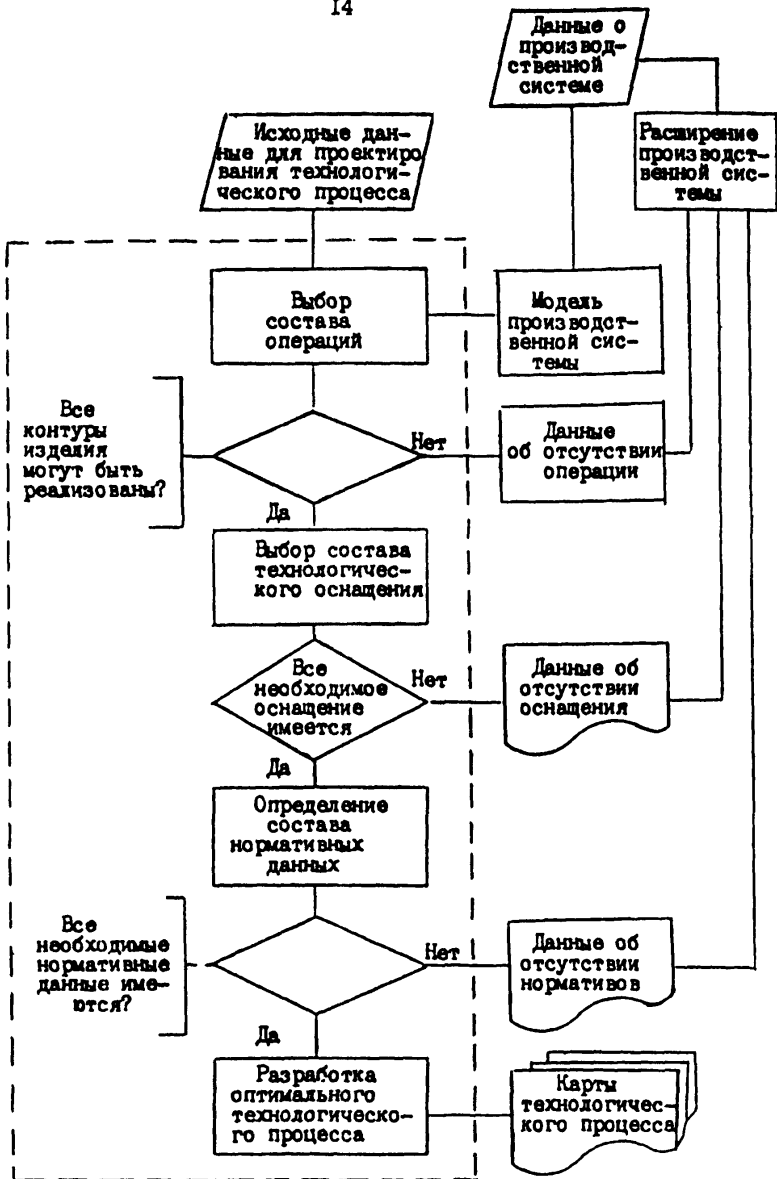 14
Данные о
производ-
ственной
системе
Исходные дан-
ные для проектиро
вания технологи-
ческого процесса
Расширение
производст-
венной сис-
темы
Выбор
состава
операций
Модель
производст-
венной сис-
темы
Все
контуры
изделия
могут быть
реализованы?
Нет
Данные
об отсутствии
операции
Да
Выбор состава
технологичес-
кого оснащения
Все
необходимое
оснащение
имеется
Нет
Данные об
отсутствии
оснащения
Да
Определение
состава
нормативных
данных
Все
необходимые
нормативные
данные име-
ются?
Нет
Данные об
отсутствии
нормативов
Да
Разработка
оптимального
технологическо-
го процесса
Карты
технологичес-
кого процесса